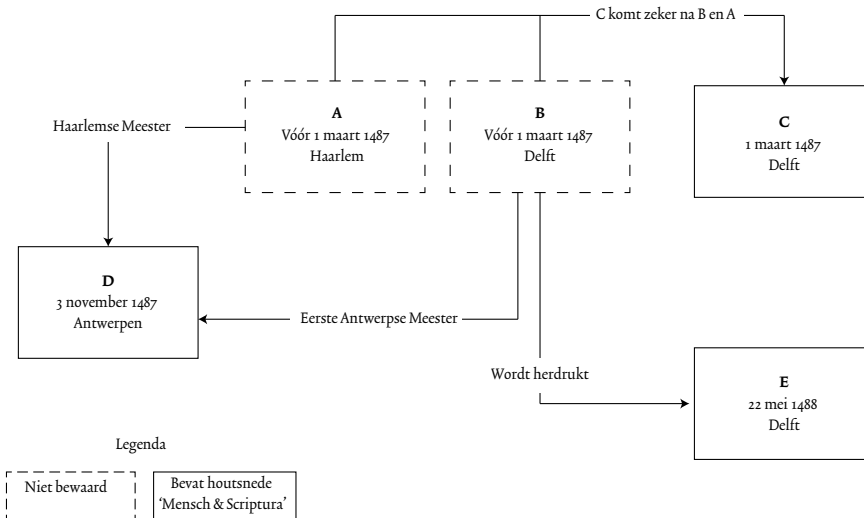 C komt zeker na B en A
A
Vóór 1 maart 1487
Haarlem
B
Vóór 1 maart 1487
Delft
C
1 maart 1487
Delft
Haarlemse Meester
D
3 november 1487
Antwerpen
Eerste Antwerpse Meester
Wordt herdrukt
E
22 mei 1488
Delft
Legenda
Niet bewaard
Bevat houtsnede
‘Mensch & Scriptura’